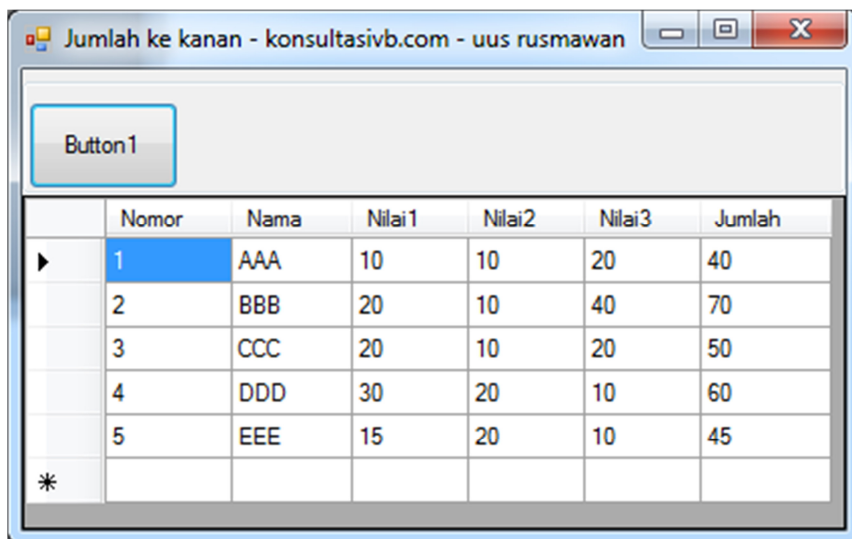 Jumlah ke kanan - konsultasivb.com - uus rusmawan
Button1
Nomor Nama Nilai1 Nilai2 Nilai3 Jumlah
1 AAA 10 10 20 40
2 BBB 20 10 40 70
3 CCC 20 10 20 50
4 DDD 30 20 10 60
5 EEE 15 20 10 45